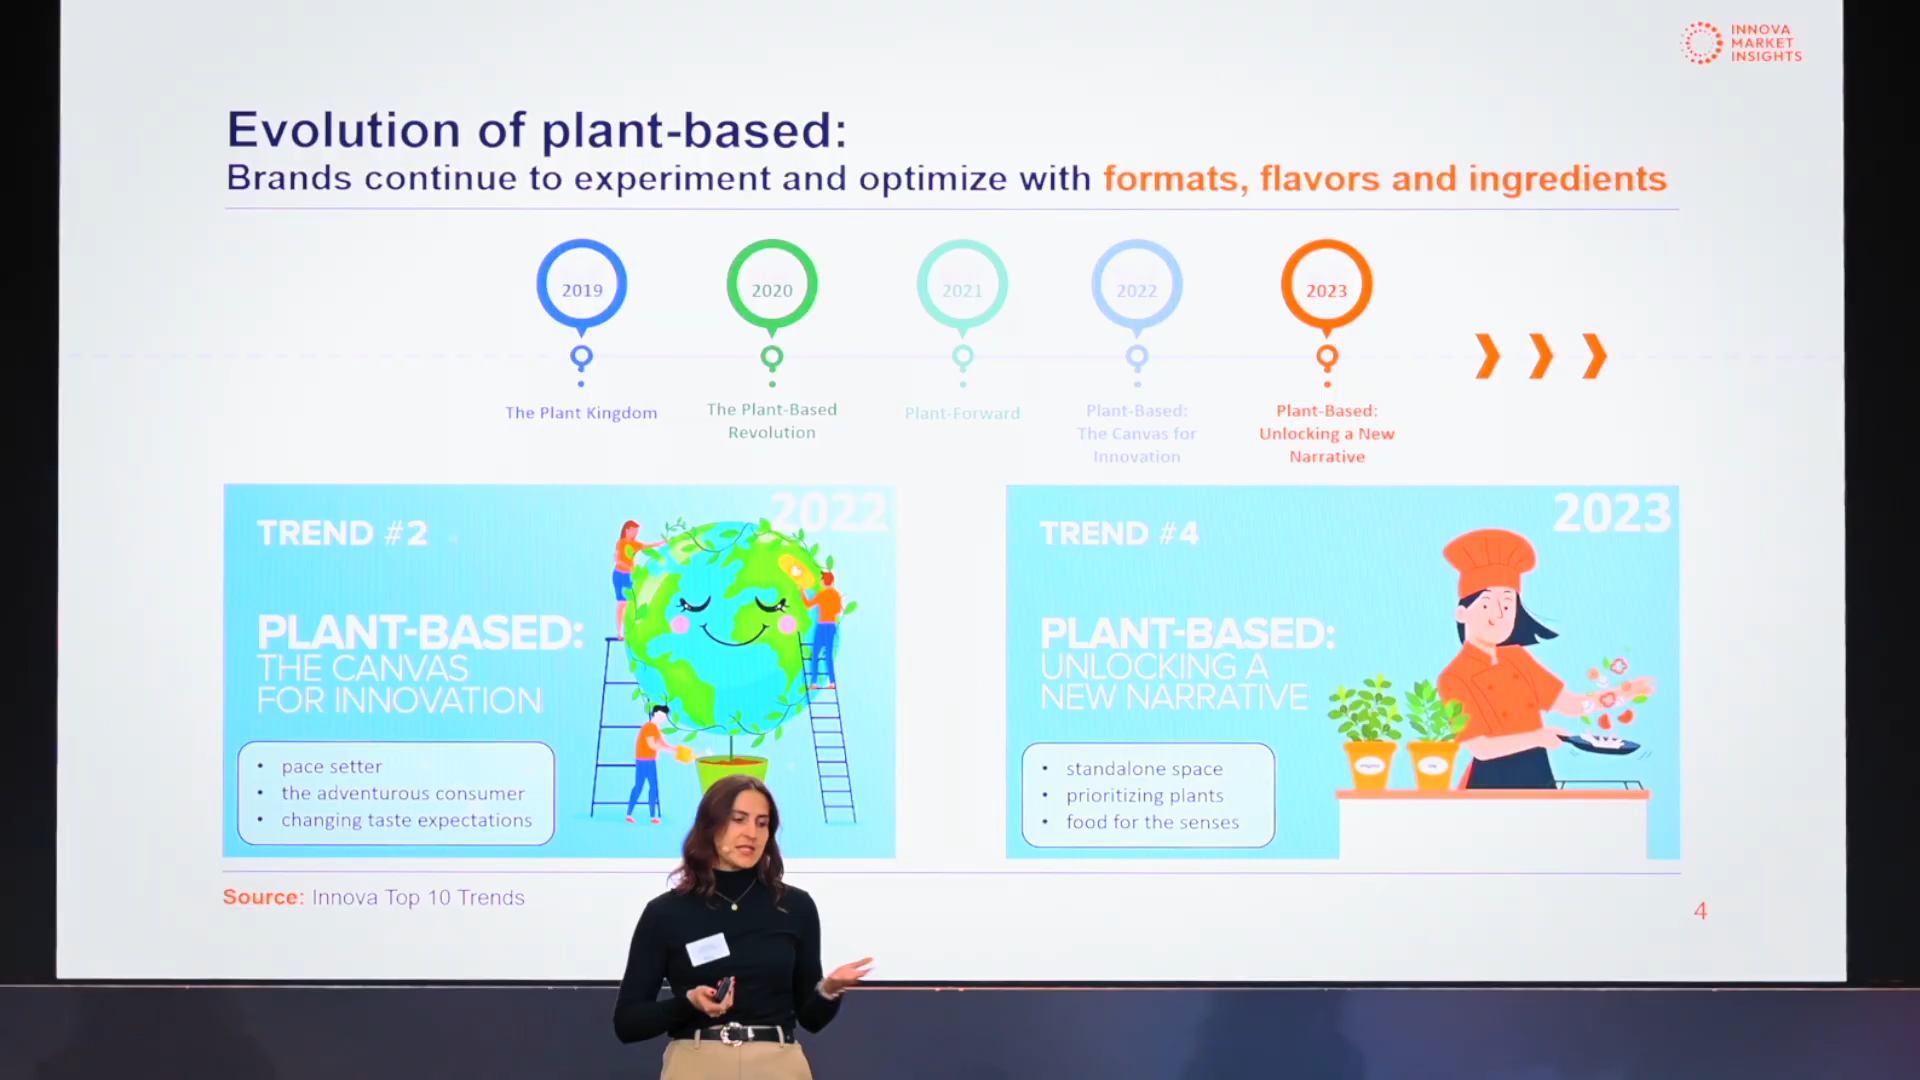 INNOVA
MARKET
INSIGHTS
Evolution of plant-based:
Brands continue to experiment and optimize with formats, flavors and ingredients
2019
2020
2021
2022
2023
The Plant Kingdom
The Plant-Based
Revolution
Plant-Forward
Plant-Based:
The Canvas for
Innovation
Plant-Based:
Unlocking a New
Narrative
2022
TREND #2
PLANT-BASED:
THE CANVAS
FOR INNOVATION
• pace setter
• the adventurous consumer
• changing taste expectations
2023
TREND #4
PLANT-BASED:
UNLOCKING A
NEW NARRATIVE
• standalone space
• prioritizing plants
• food for the senses
Source: Innova Top 10 Trends
4